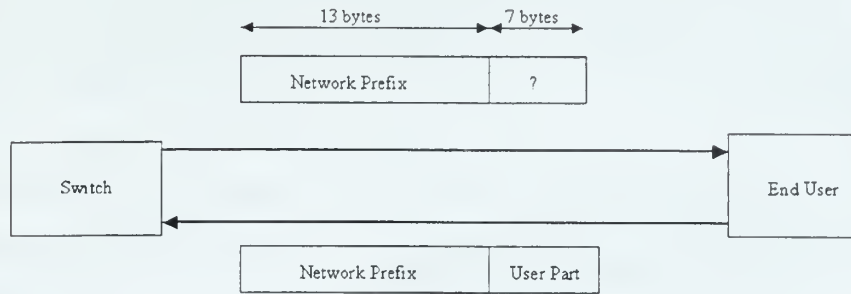 13 bytes 7 bytes
Network Prefix ?
Switch End User
Network Prefix User Part